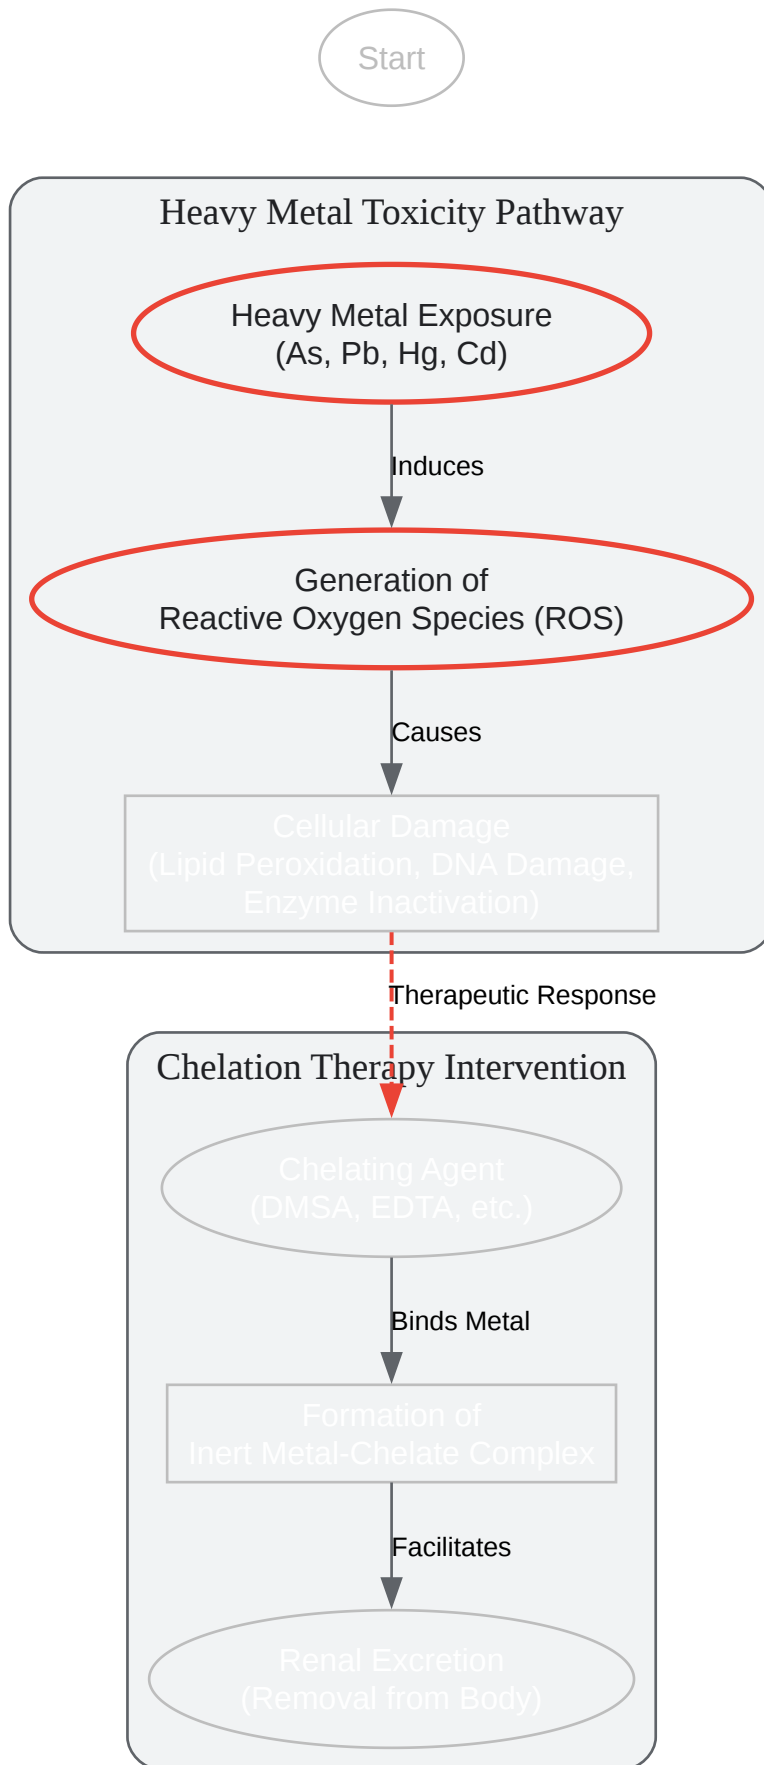 Start
Heavy Metal Toxicity Pathway
Heavy Metal Exposure
(As, Pb, Hg, Cd)
Induces
Generation of
Reactive Oxygen Species (ROS)
Causes
Cellular Damage
(Lipid Peroxidation, DNA Damage,
Enzyme Inactivation)
Therapeutic Response
Chelation Therapy Intervention
Chelating Agent
(DMSA, EDTA, etc.)
Binds Metal
Formation of
Inert Metal-Chelate Complex
Facilitates
Renal Excretion
(Removal from Body)